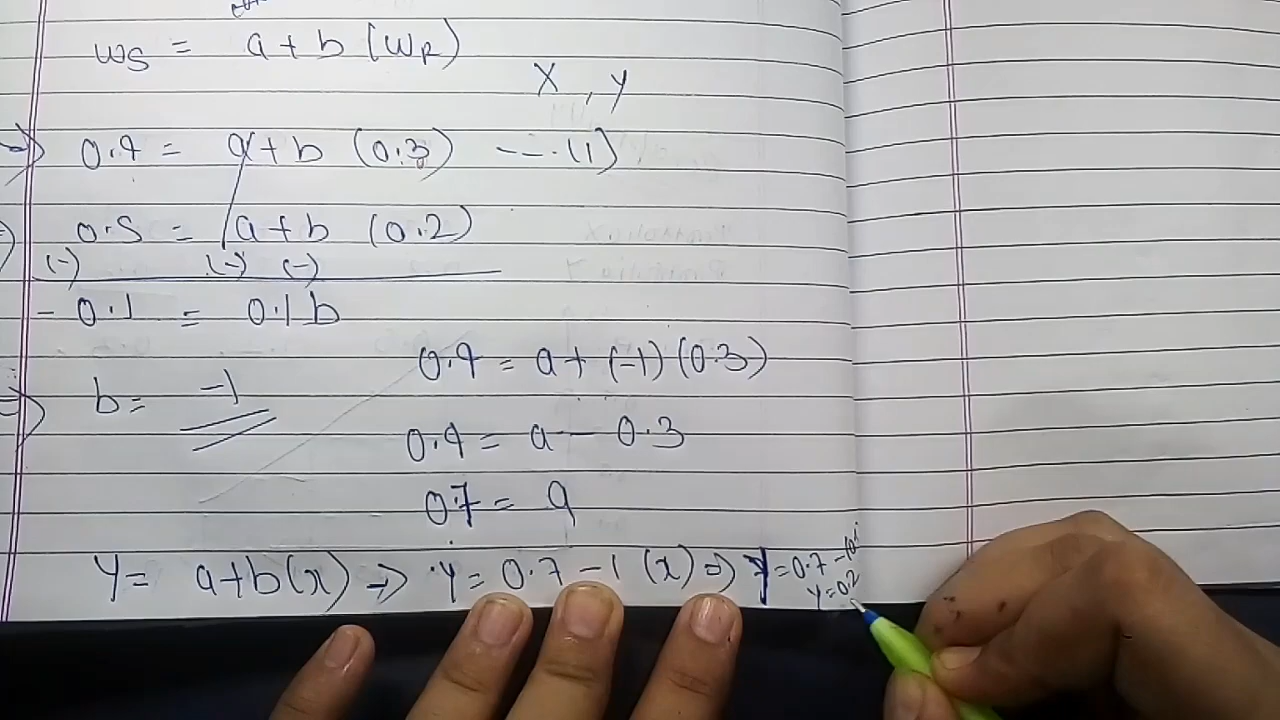 ws = a + b (WR)
X , Y
=> 0.4 = a + b (0.3) --- (1)
0.5 = a + b (0.2)
(-) (-) (-)
- 0.1 = 0.1 b
0.4 = a + (-1) (0.3)
=> b = -1
0.4 = a - 0.3
0.7 = a
Y = a + b (x) -> Y = 0.7 - 1 (x) => Y = 0.7 -
Y = 0.2